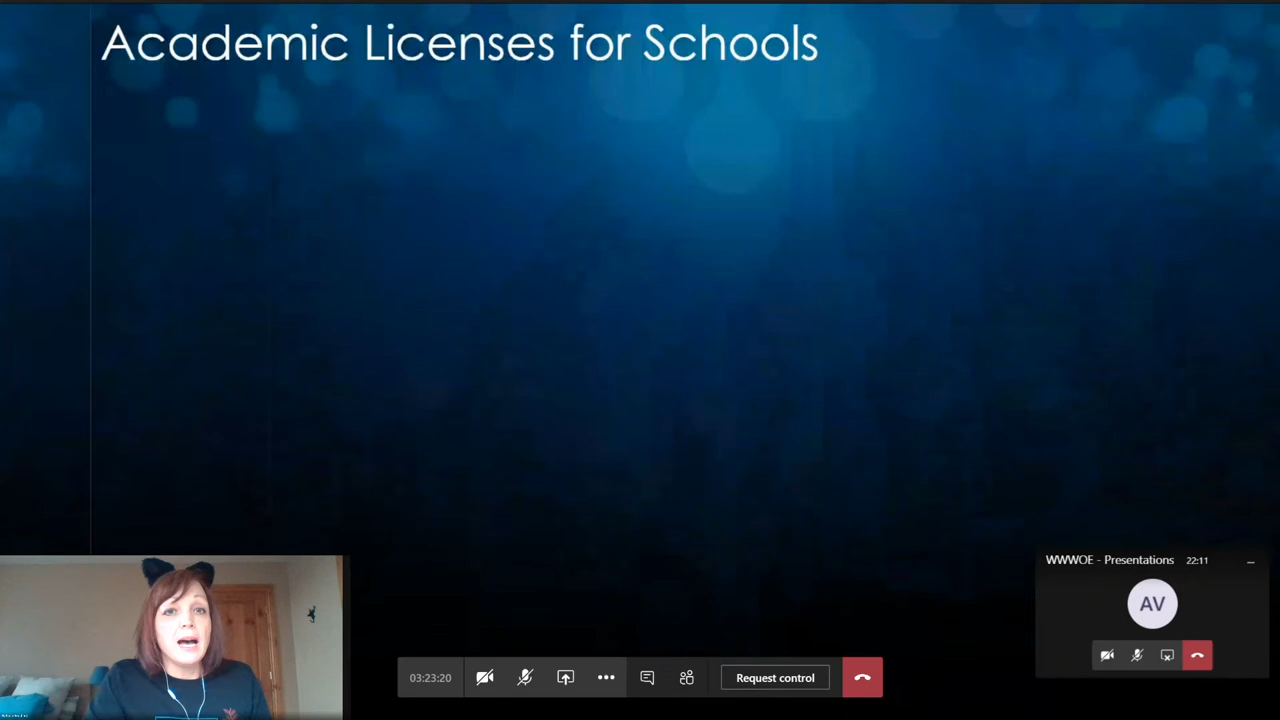 Academic Licenses for Schools
WWWOE - Presentations 22:11
AV
03:23:20
Request control